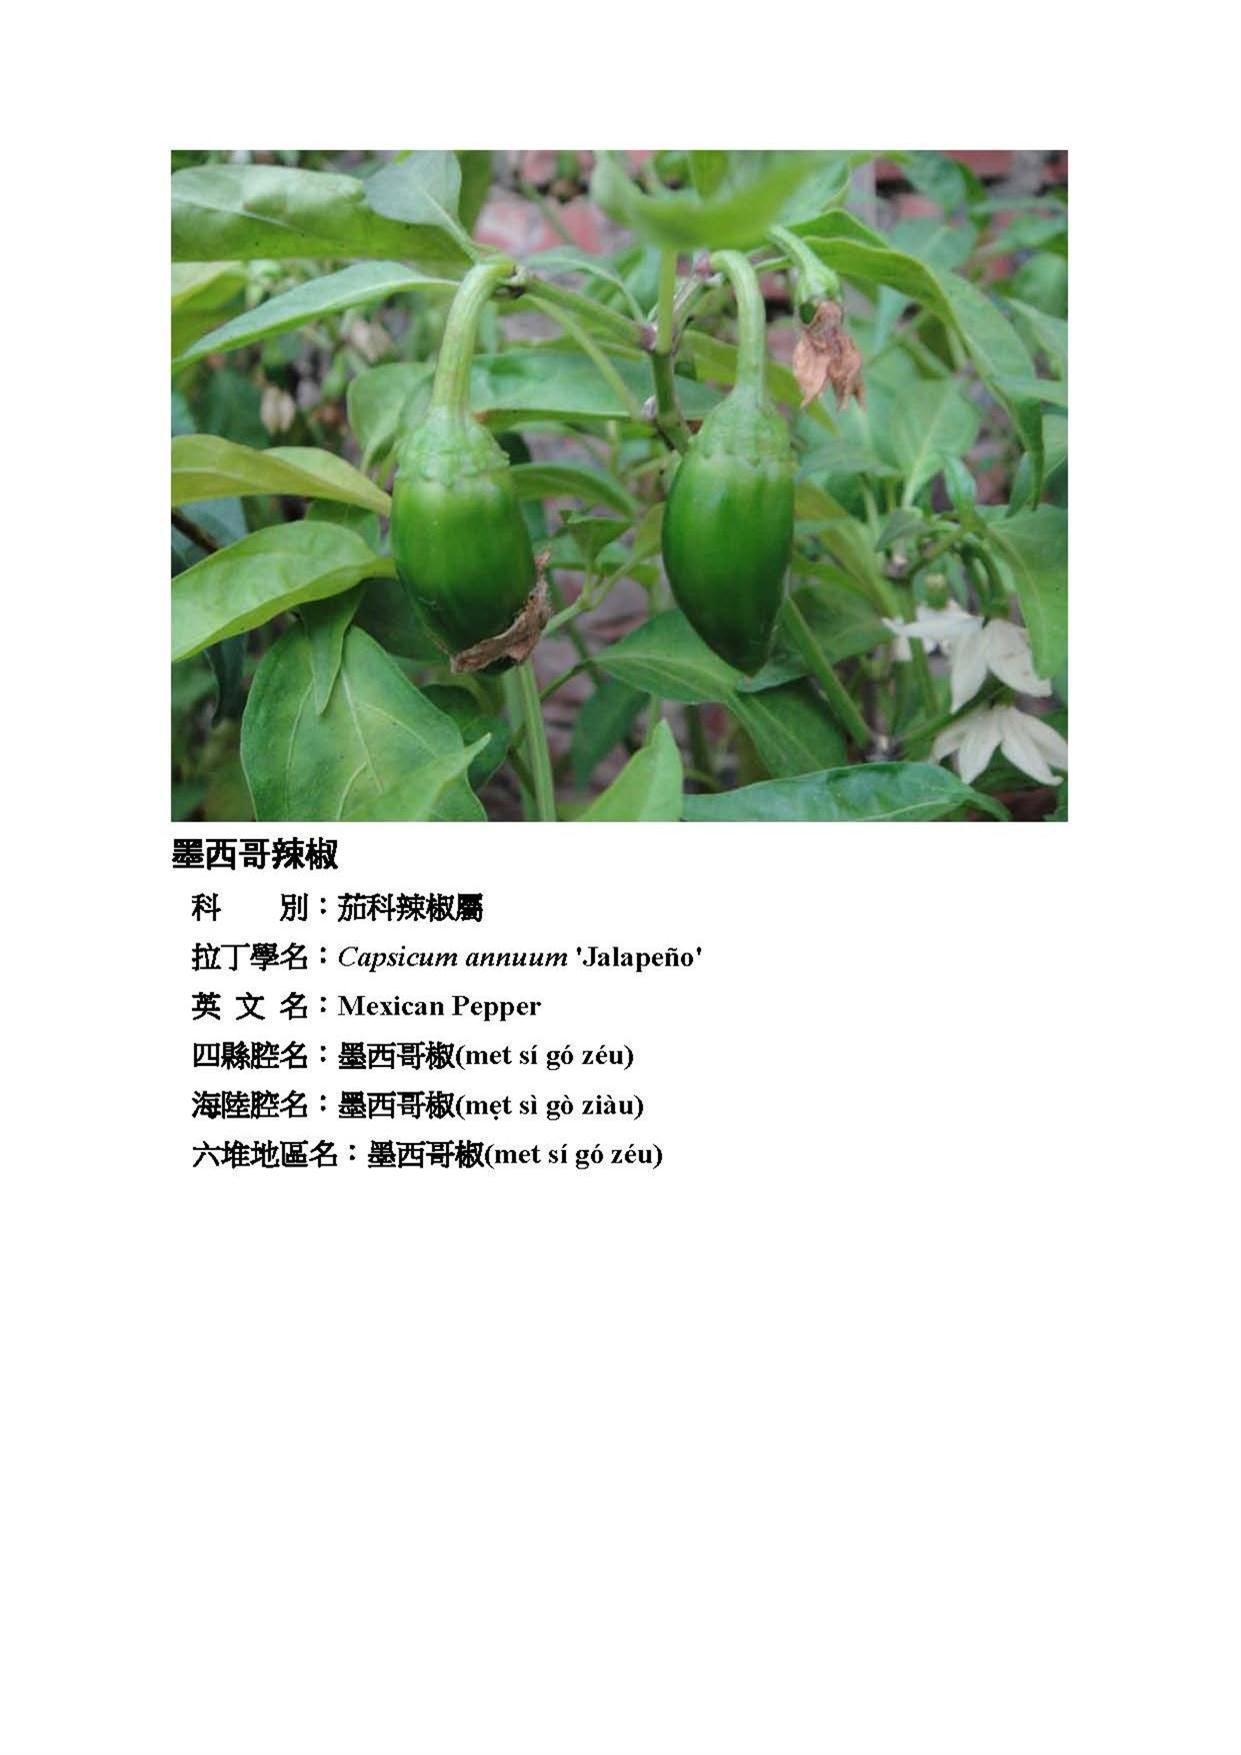 墨西哥辣椒
科　　別：茄科辣椒屬
拉丁學名：Capsicum annuum 'Jalapeño'
英 文 名：Mexican Pepper
四縣腔名：墨西哥椒(met sí gó zéu)
海陸腔名：墨西哥椒(mẹt sì gò ziàu)
六堆地區名：墨西哥椒(met sí gó zéu)